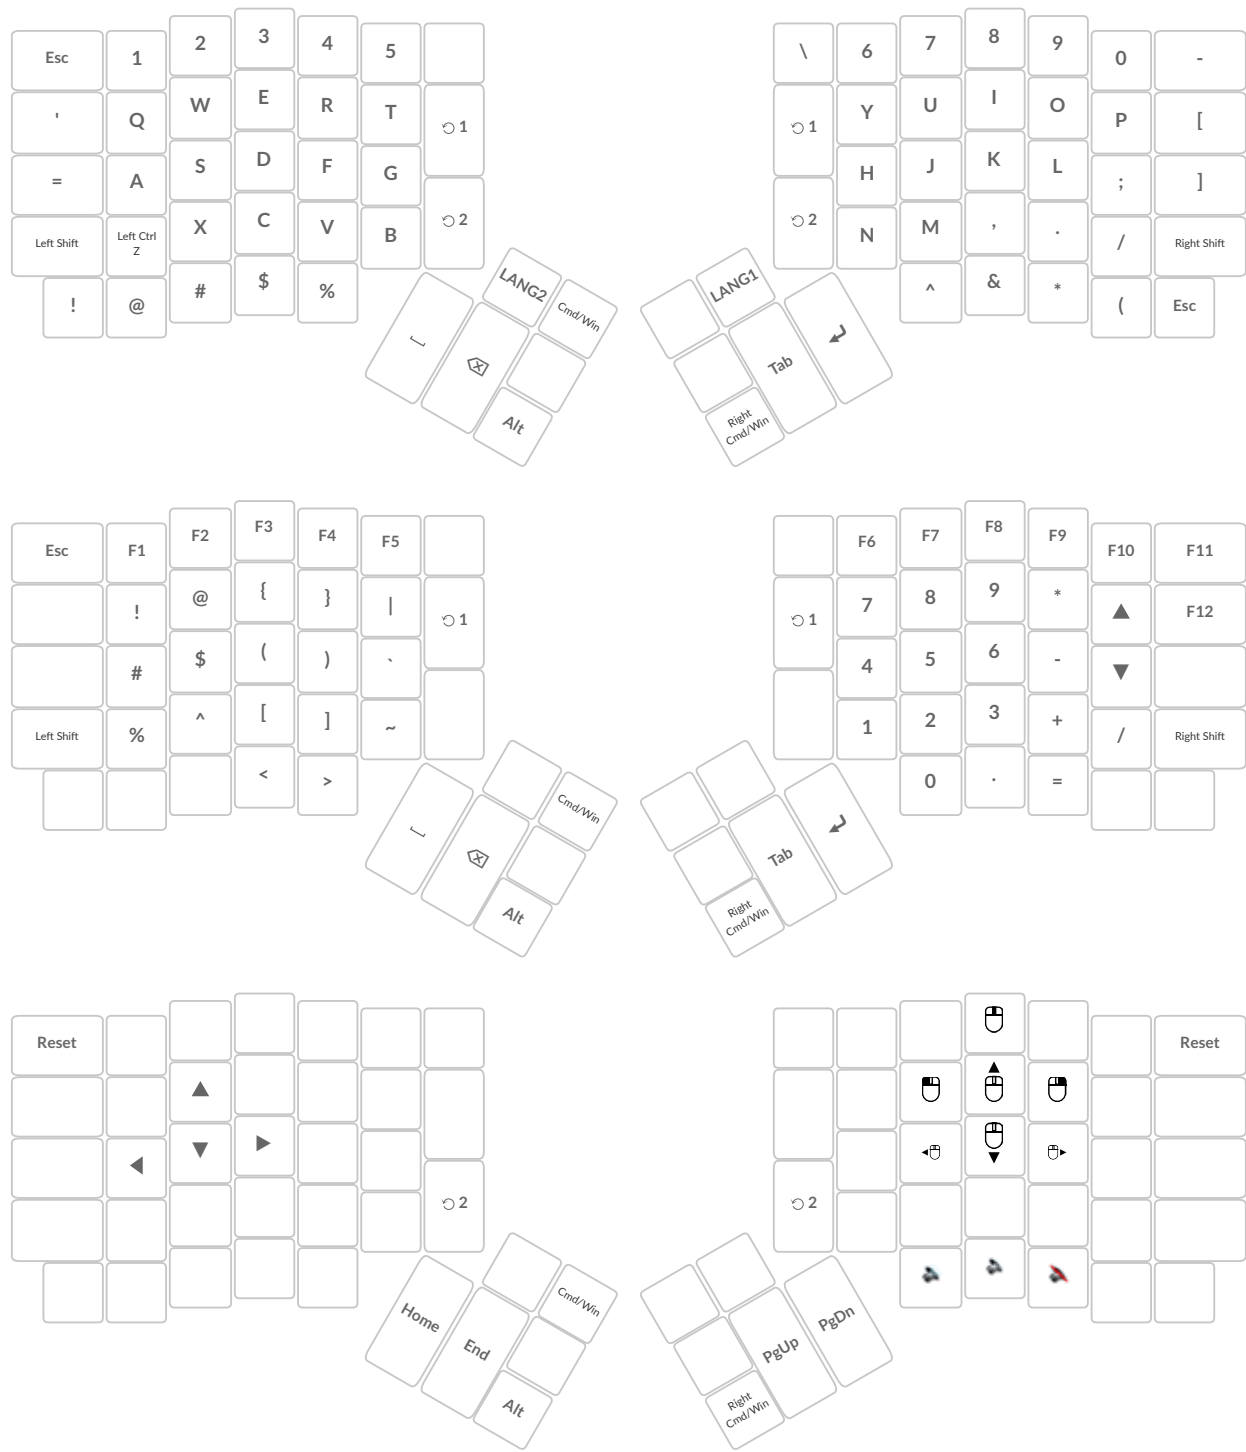 Esc 1 2 3 4 5
\ 6 7 8 9 0 -
' Q W E R T 1
1 Y U I O P [
= A S D F G
H J K L ; ]
Left Shift Left Ctrl
Z X C V B 2
2 N M , . / Right Shift
! @ # $ %
^ & * ( Esc
LANG2 Cmd/Win
Alt
LANG1
Tab
Right
Cmd/Win
Esc F1 F2 F3 F4 F5
F6 F7 F8 F9 F10 F11
! @ { } | 1
1 7 8 9 * F12
# $ ( ) `
4 5 6 -
Left Shift % ^ [ ] ~
1 2 3 + / Right Shift
< >
0 . =
Cmd/Win
Alt
Tab
Right
Cmd/Win
Reset
Reset
2
2
Home End Cmd/Win
Alt
PgUp PgDn
Right
Cmd/Win